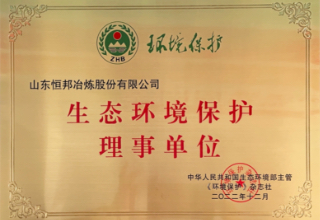 ZHB
环境保护
山东恒邦冶炼股份有限公司
生态环境保护
理事单位
中华人民共和国生态环境部主管
《环境保护》杂志社
二〇二二年十二月